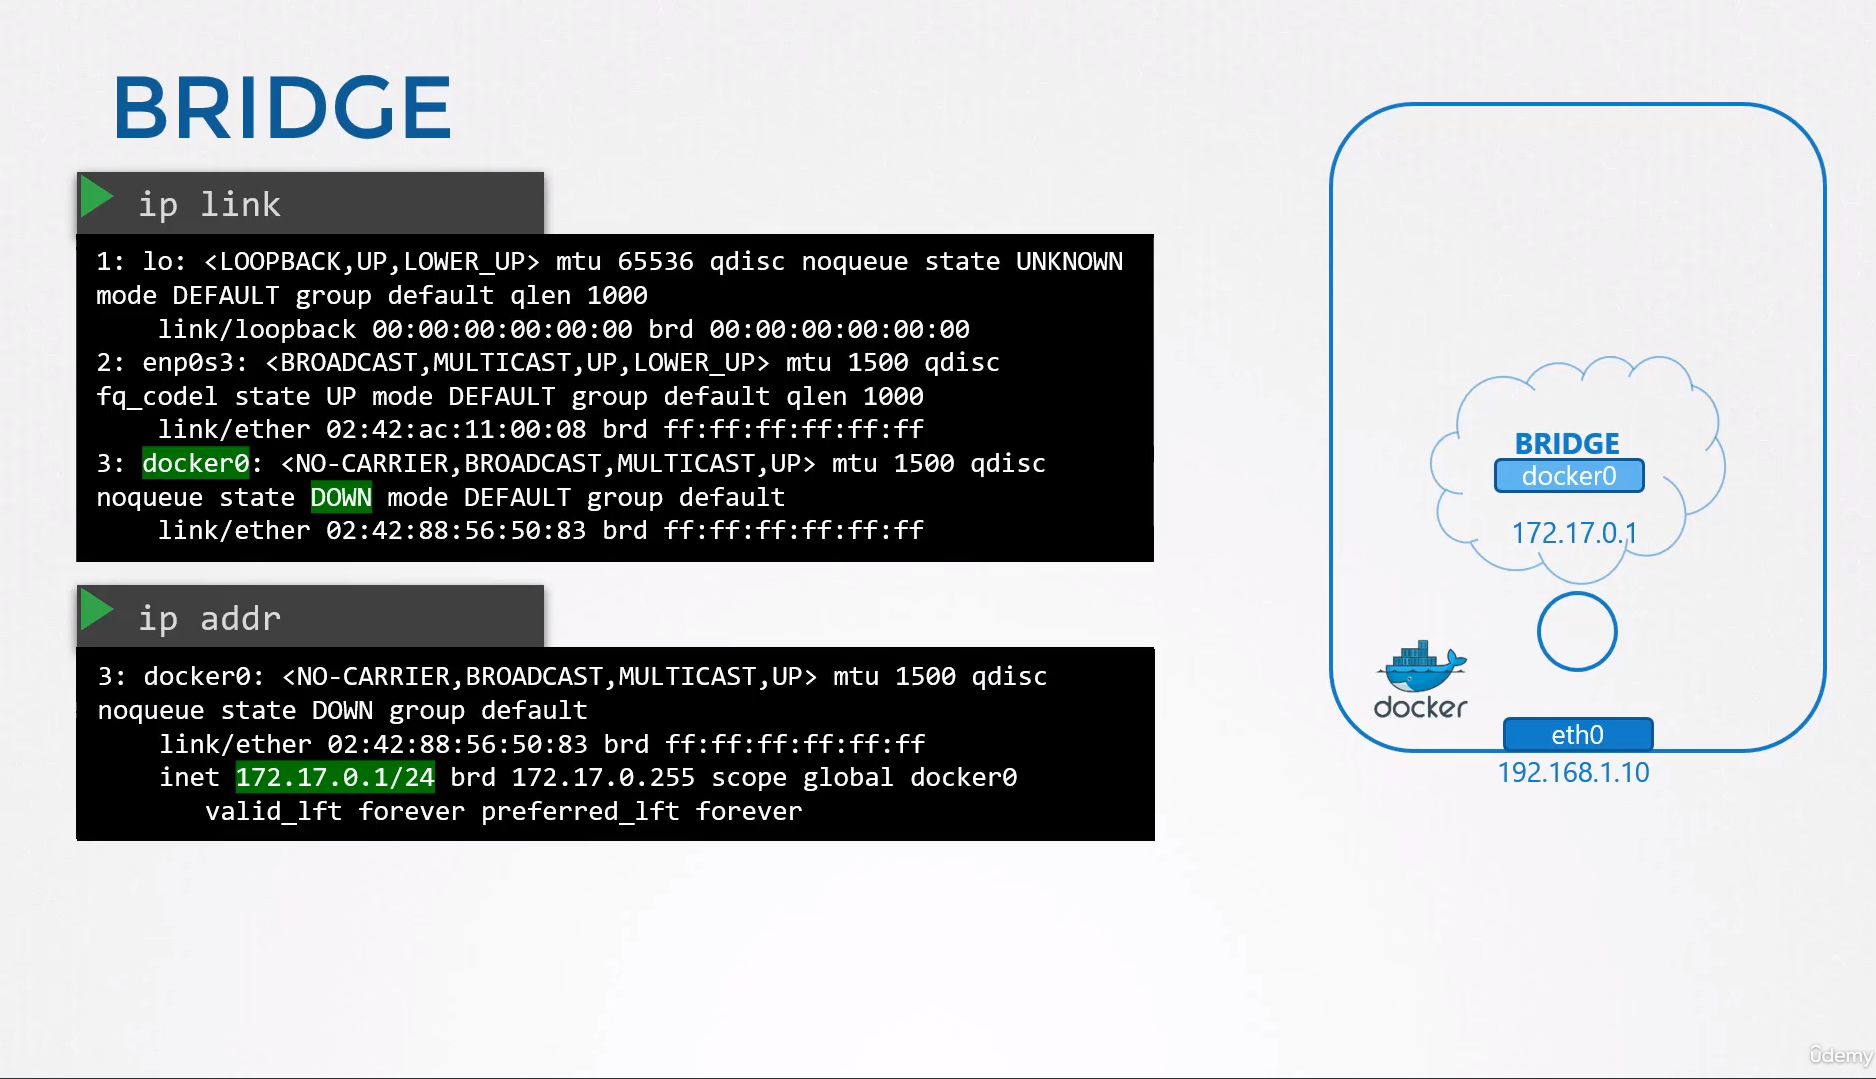 BRIDGE
ip link
1: lo: <LOOPBACK,UP,LOWER_UP> mtu 65536 qdisc noqueue state UNKNOWN
mode DEFAULT group default qlen 1000
link/loopback 00:00:00:00:00:00 brd 00:00:00:00:00:00
2: enp0s3: <BROADCAST,MULTICAST,UP,LOWER_UP> mtu 1500 qdisc
fq_codel state UP mode DEFAULT group default qlen 1000
link/ether 02:42:ac:11:00:08 brd ff:ff:ff:ff:ff:ff
3: docker0: <NO-CARRIER,BROADCAST,MULTICAST,UP> mtu 1500 qdisc
noqueue state DOWN mode DEFAULT group default
link/ether 02:42:88:56:50:83 brd ff:ff:ff:ff:ff:ff
ip addr
3: docker0: <NO-CARRIER,BROADCAST,MULTICAST,UP> mtu 1500 qdisc
noqueue state DOWN group default
link/ether 02:42:88:56:50:83 brd ff:ff:ff:ff:ff:ff
inet 172.17.0.1/24 brd 172.17.0.255 scope global docker0
valid_lft forever preferred_lft forever
BRIDGE
docker0
172.17.0.1
docker
eth0
192.168.1.10
ûdemy